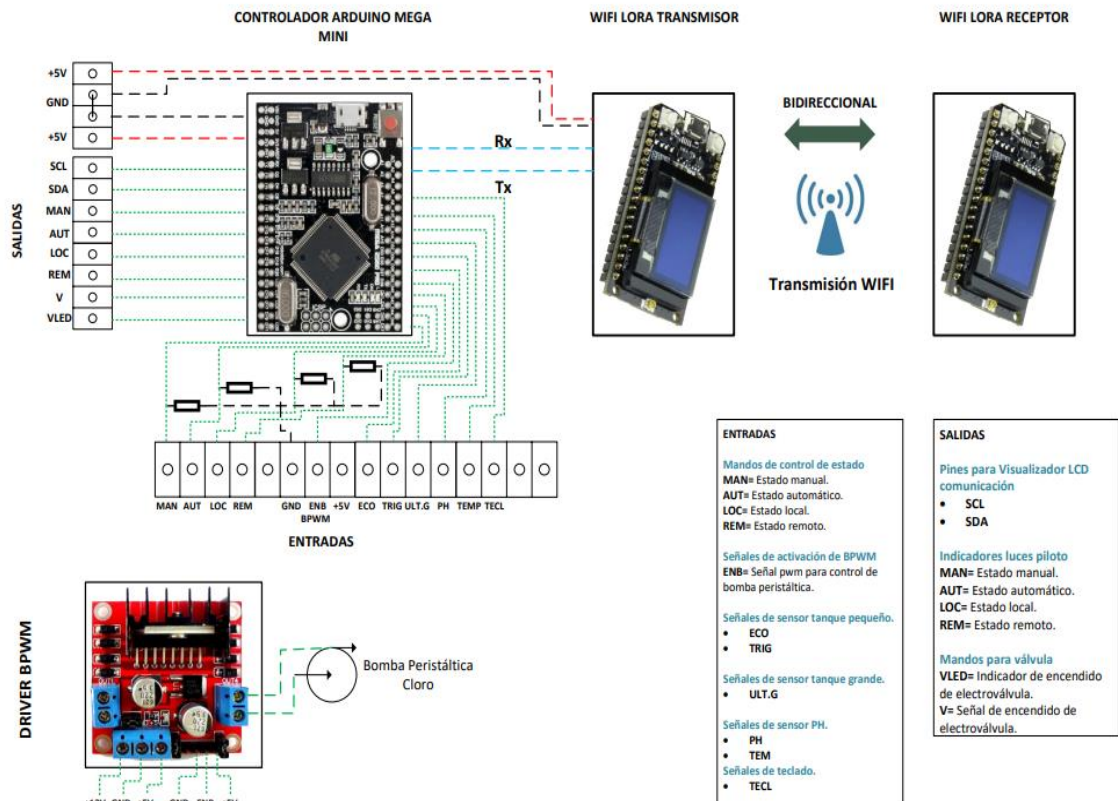 CONTROLADOR ARDUINO MEGA
MINI
WIFI LORA TRANSMISOR
WIFI LORA RECEPTOR
+5V
GND
+5V
SCL
SDA
MAN
AUT
LOC
REM
V
VLED
SALIDAS
Rx
Tx
BIDIRECCIONAL
Transmisión WIFI
MAN AUT LOC REM GND ENB +5V ECO TRIG ULT.G PH TEMP TECL
BPWM
ENTRADAS
DRIVER BPWM
Bomba Peristáltica
Cloro
+12V GND +5V GND ENB +5V
ENTRADAS
Mandos de control de estado
MAN= Estado manual.
AUT= Estado automático.
LOC= Estado local.
REM= Estado remoto.
Señales de activación de BPWM
ENB= Señal pwm para control de
bomba peristáltica.
Señales de sensor tanque pequeño.
• ECO
• TRIG
Señales de sensor tanque grande.
• ULT.G
Señales de sensor PH.
• PH
• TEM
Señales de teclado.
• TECL
SALIDAS
Pines para Visualizador LCD
comunicación
• SCL
• SDA
Indicadores luces piloto
MAN= Estado manual.
AUT= Estado automático.
LOC= Estado local.
REM= Estado remoto.
Mandos para válvula
VLED= Indicador de encendido
de electroválvula.
V= Señal de encendido de
electroválvula.